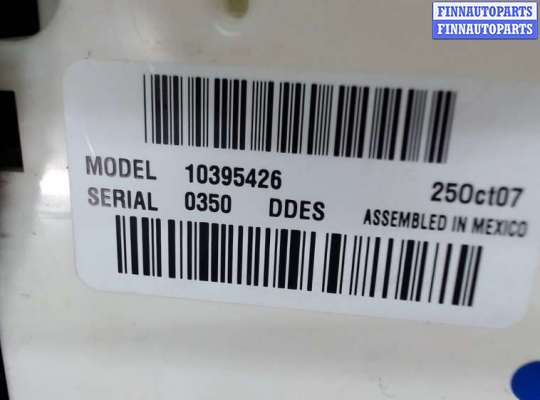 FINNAUTOPARTS
FINNAUTOPARTS
MODEL 10395426
SERIAL 0350 DDES
25Oct07
ASSEMBLED IN MEXICO